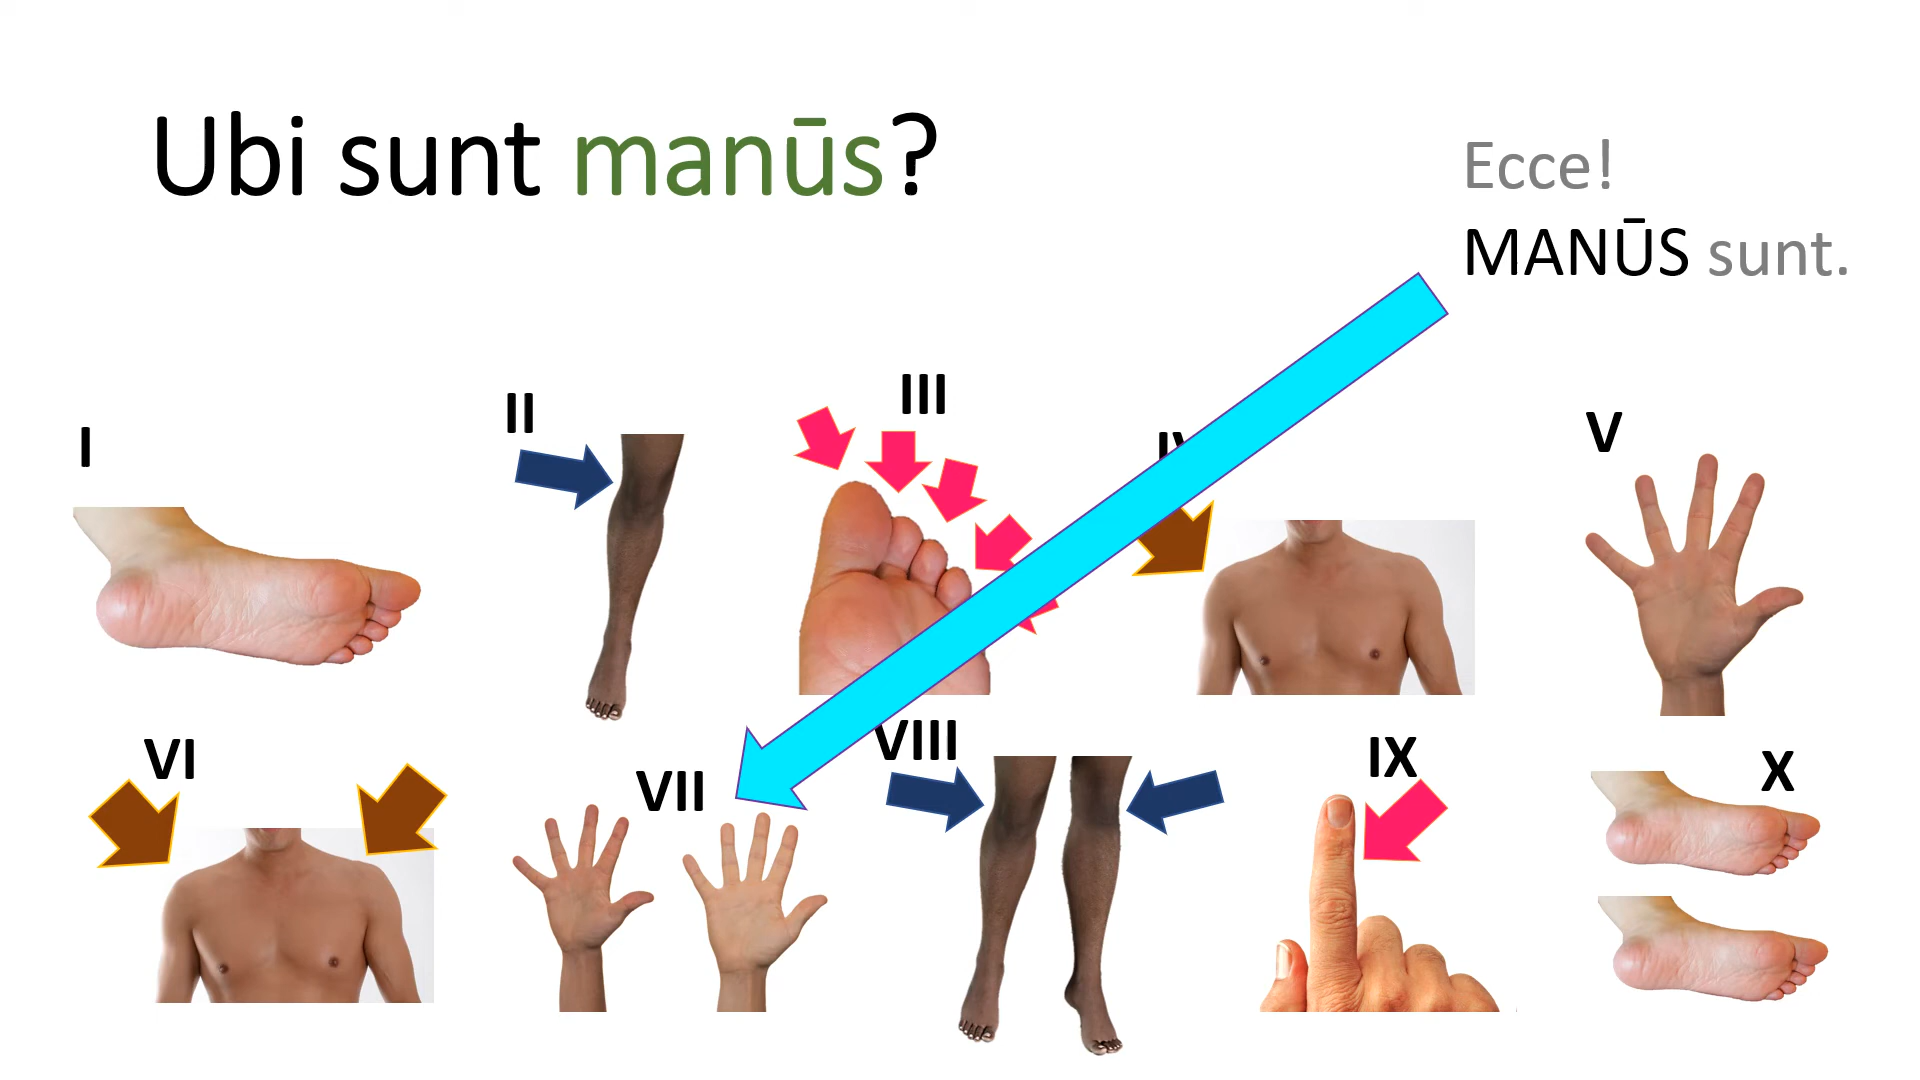 Ubi sunt manūs?
Ecce!
MANŪS sunt.
I
II
III
V
VI
VII
VIII
IX
X